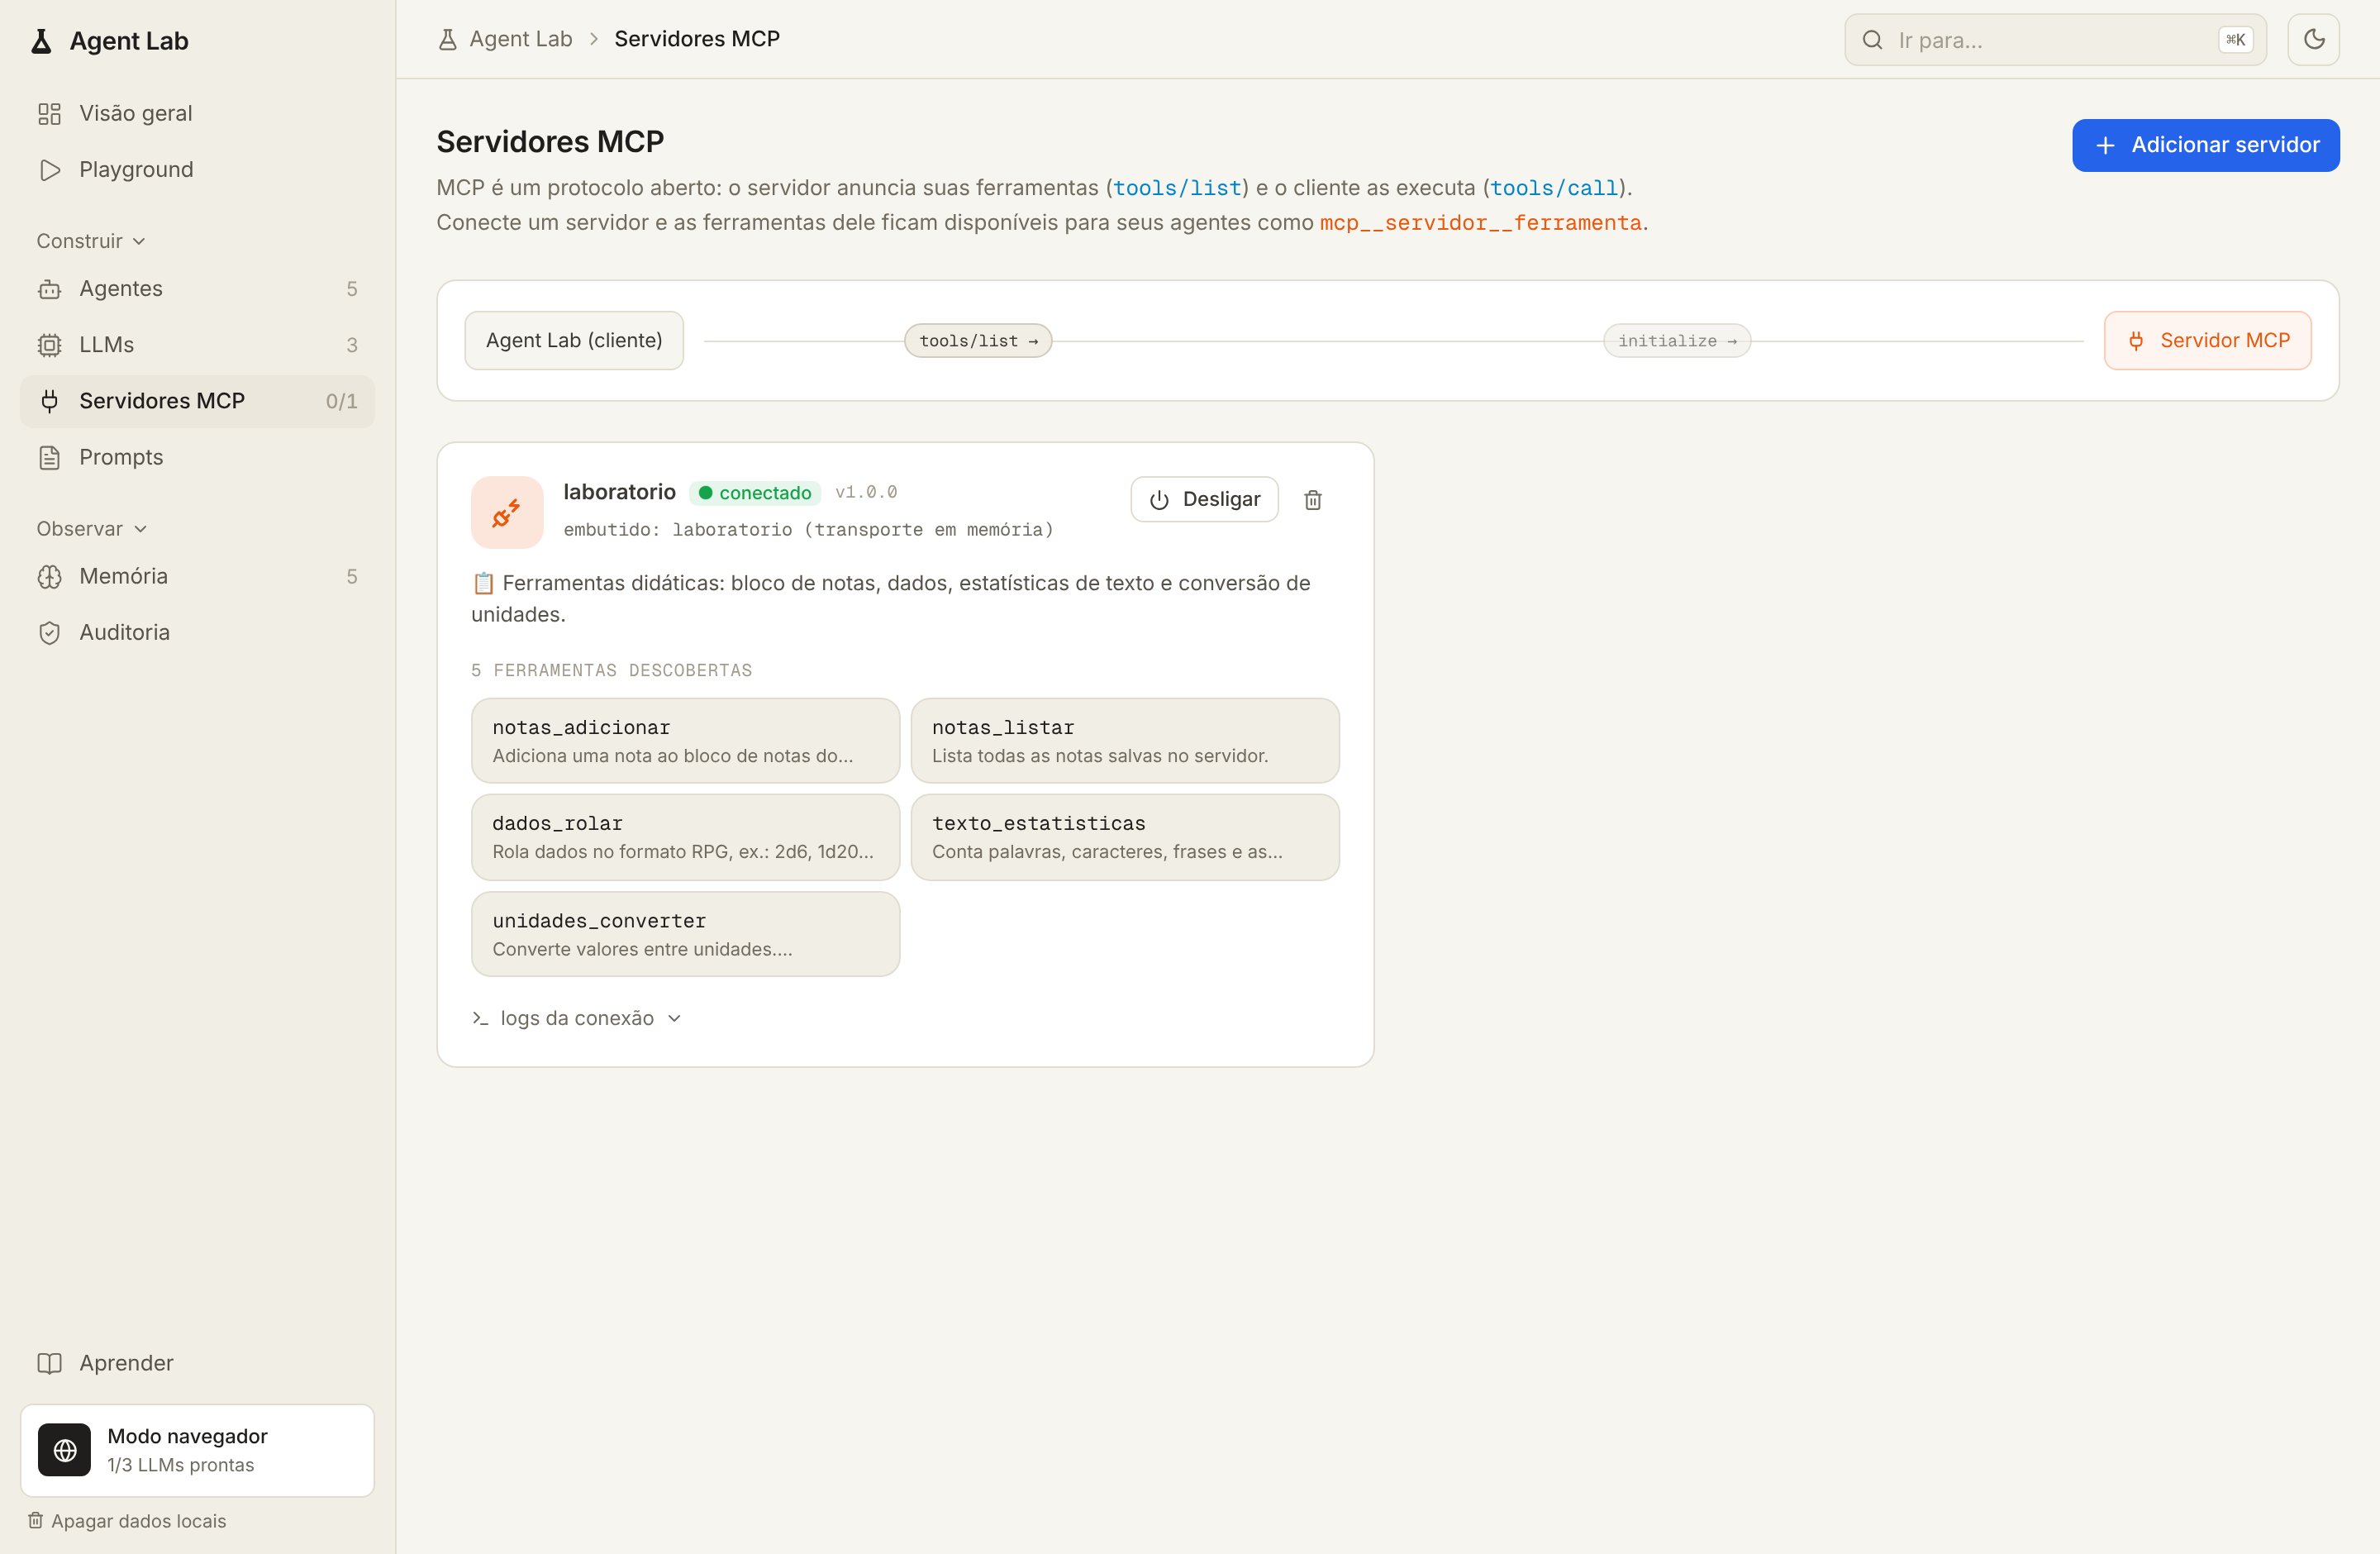 Agent Lab
Visão geral
Playground
Construir
Agentes 5
LLMs 3
Servidores MCP 0/1
Prompts
Observar
Memória 5
Auditoria
Aprender
Modo navegador
1/3 LLMs prontas
Apagar dados locais
Agent Lab > Servidores MCP
Ir para... ⌘K
Servidores MCP
Adicionar servidor
MCP é um protocolo aberto: o servidor anuncia suas ferramentas (tools/list) e o cliente as executa (tools/call).
Conecte um servidor e as ferramentas dele ficam disponíveis para seus agentes como mcp__servidor__ferramenta.
Agent Lab (cliente) tools/list → initialize → Servidor MCP
laboratorio conectado v1.0.0
embutido: laboratorio (transporte em memória)
Desligar
📋 Ferramentas didáticas: bloco de notas, dados, estatísticas de texto e conversão de
unidades.
5 FERRAMENTAS DESCOBERTAS
notas_adicionar
Adiciona uma nota ao bloco de notas do...
notas_listar
Lista todas as notas salvas no servidor.
dados_rolar
Rola dados no formato RPG, ex.: 2d6, 1d20...
texto_estatisticas
Conta palavras, caracteres, frases e as...
unidades_converter
Converte valores entre unidades....
logs da conexão